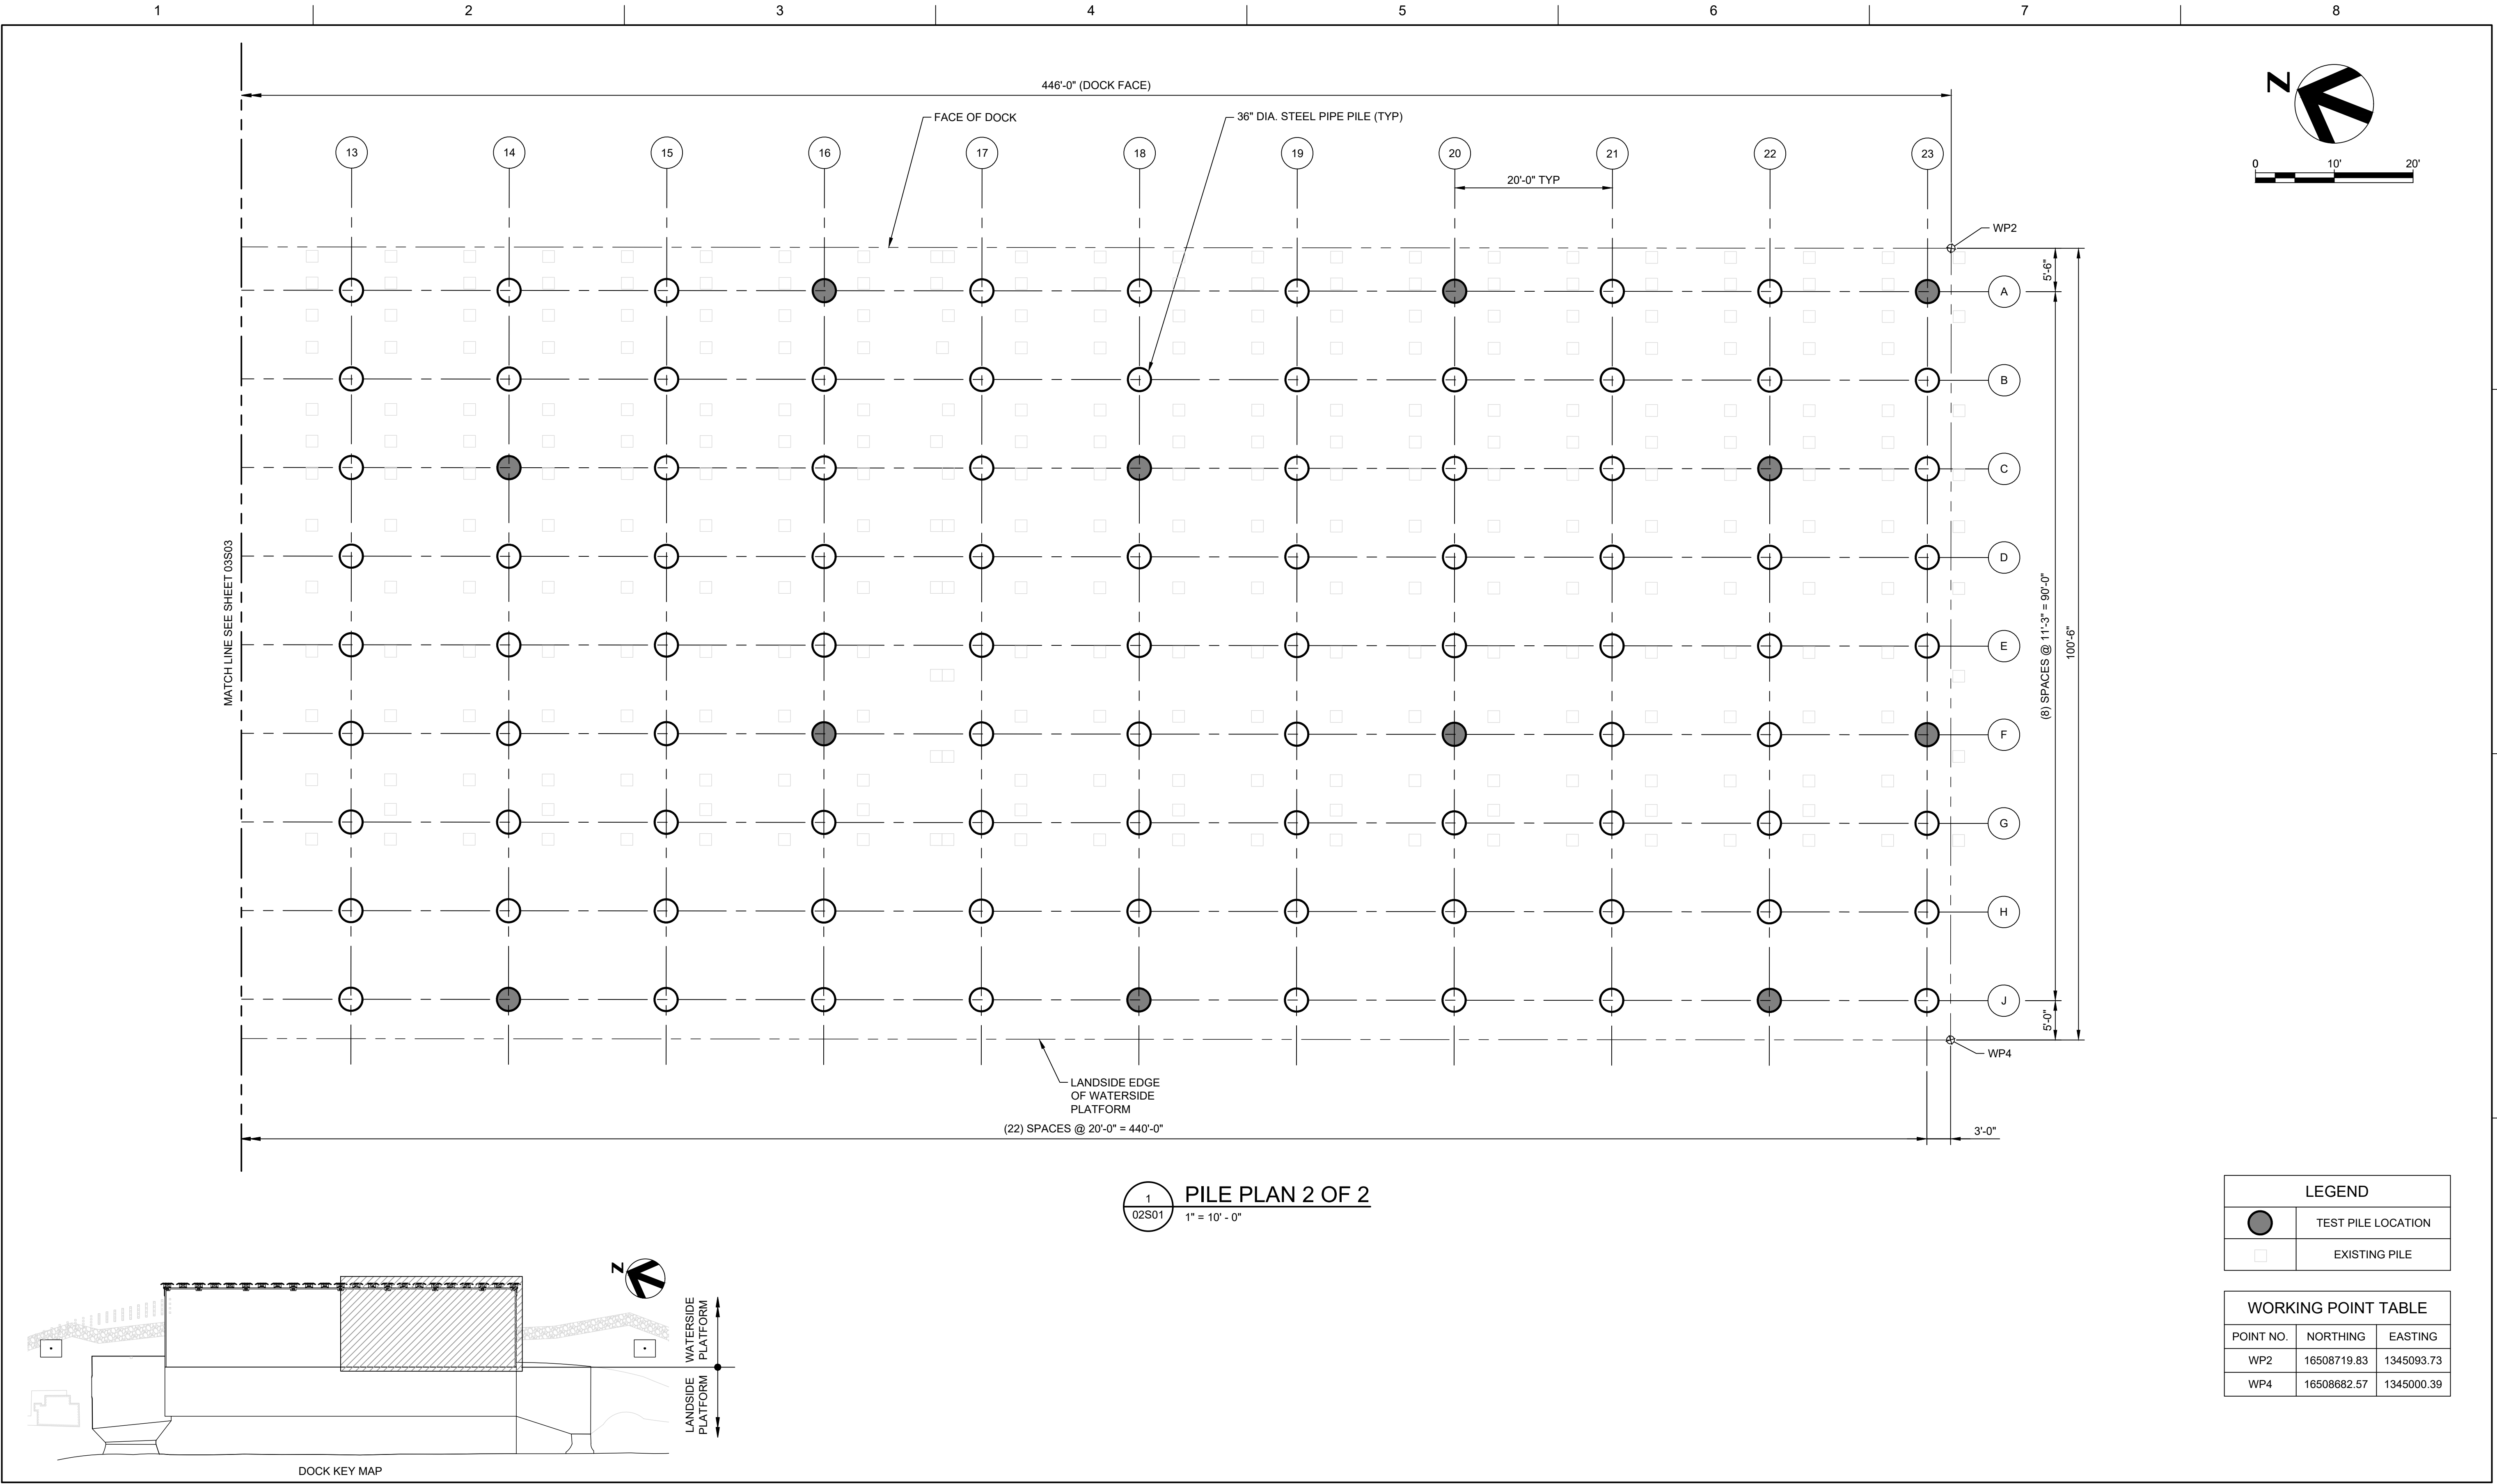 1 2 3 4 5 6 7 8
446'-0" (DOCK FACE)
FACE OF DOCK
36" DIA. STEEL PIPE PILE (TYP)
N
0 10' 20'
13 14 15 16 17 18 19 20 21 22 23
20'-0" TYP
WP2
5'-6"
A
B
C
D
E
F
G
H
J
(8) SPACES @ 11'-3" = 90'-0"
100'-6"
5'-0"
WP4
MATCH LINE SEE SHEET 03S03
LANDSIDE EDGE
OF WATERSIDE
PLATFORM
(22) SPACES @ 20'-0" = 440'-0"
3'-0"
1
02S01
PILE PLAN 2 OF 2
1" = 10' - 0"
LEGEND
TEST PILE LOCATION
EXISTING PILE
WORKING POINT TABLE
POINT NO. NORTHING EASTING
WP2 16508719.83 1345093.73
WP4 16508682.57 1345000.39
N
WATERSIDE
PLATFORM
LANDSIDE
PLATFORM
DOCK KEY MAP